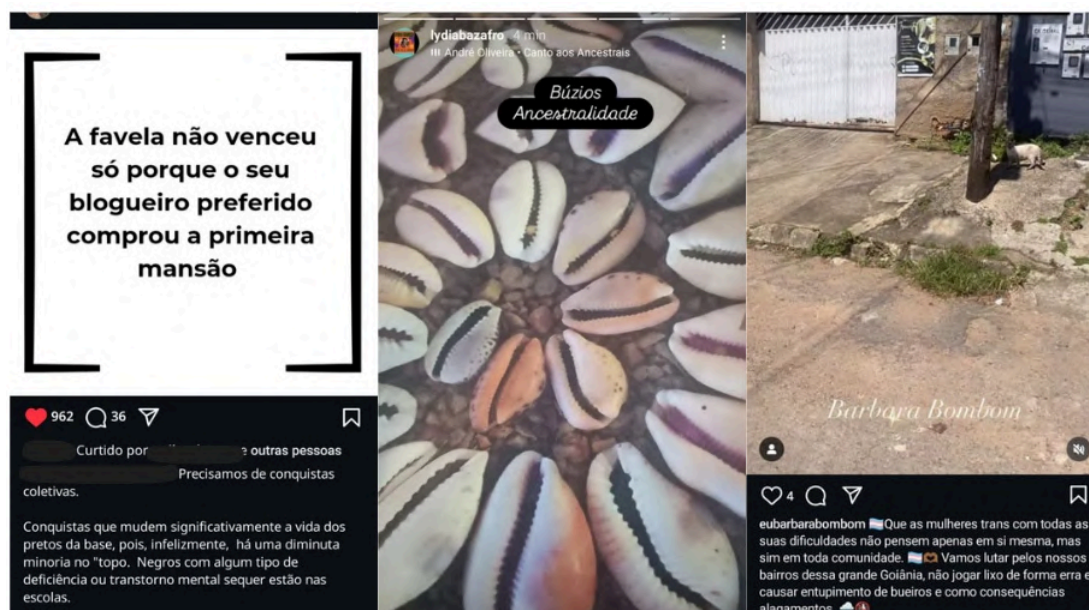 A favela não venceu
só porque o seu
blogueiro preferido
comprou a primeira
mansão
962 36
Curtido por
e outras pessoas
Precisamos de conquistas
coletivas.
Conquistas que mudem significativamente a vida dos
pretos da base, pois, infelizmente, há uma diminuta
minoria no "topo. Negros com algum tipo de
deficiência ou transtorno mental sequer estão nas
escolas.
lydiabazafro 4 min
André Oliveira • Canto aos Ancestrais
Búzios
Ancestralidade
Barbara Bombom
4
eubarbarabombom 🏳️‍⚧️Que as mulheres trans com todas as
suas dificuldades não pensem apenas em si mesma, mas
sim em toda comunidade. 🏳️‍⚧️🫶🏾 Vamos lutar pelos nossos
bairros dessa grande Goiânia, não jogar lixo de forma erra e
causar entupimento de bueiros e como consequências
alagamentos.